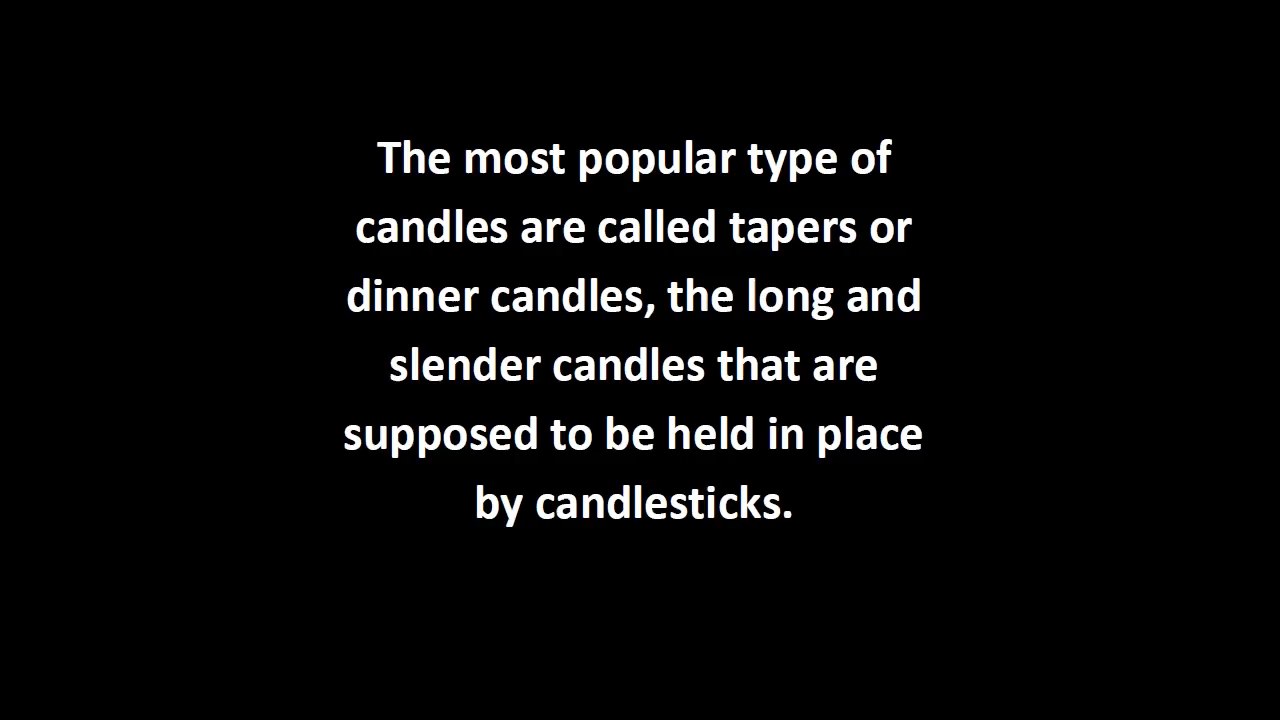 The most popular type of
candles are called tapers or
dinner candles, the long and
slender candles that are
supposed to be held in place
by candlesticks.